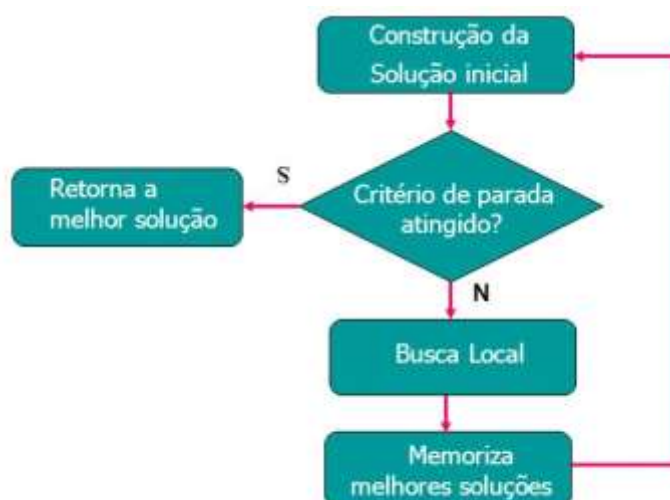 Construção da
Solução inicial
Critério de parada
atingido?
S
Retorna a
melhor solução
N
Busca Local
Memoriza
melhores soluções